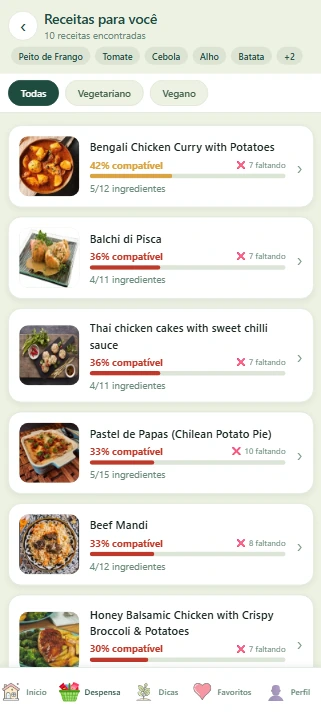 Receitas para você
10 receitas encontradas
Peito de Frango Tomate Cebola Alho Batata +2
Todas Vegetariano Vegano
Bengali Chicken Curry with Potatoes
42% compatível 7 faltando
5/12 ingredientes
Balchi di Pisca
36% compatível 7 faltando
4/11 ingredientes
Thai chicken cakes with sweet chilli
sauce
36% compatível 7 faltando
4/11 ingredientes
Pastel de Papas (Chilean Potato Pie)
33% compatível 10 faltando
5/15 ingredientes
Beef Mandi
33% compatível 8 faltando
4/12 ingredientes
Honey Balsamic Chicken with Crispy
Broccoli & Potatoes
30% compatível 7 faltando
Início Despensa Dicas Favoritos Perfil